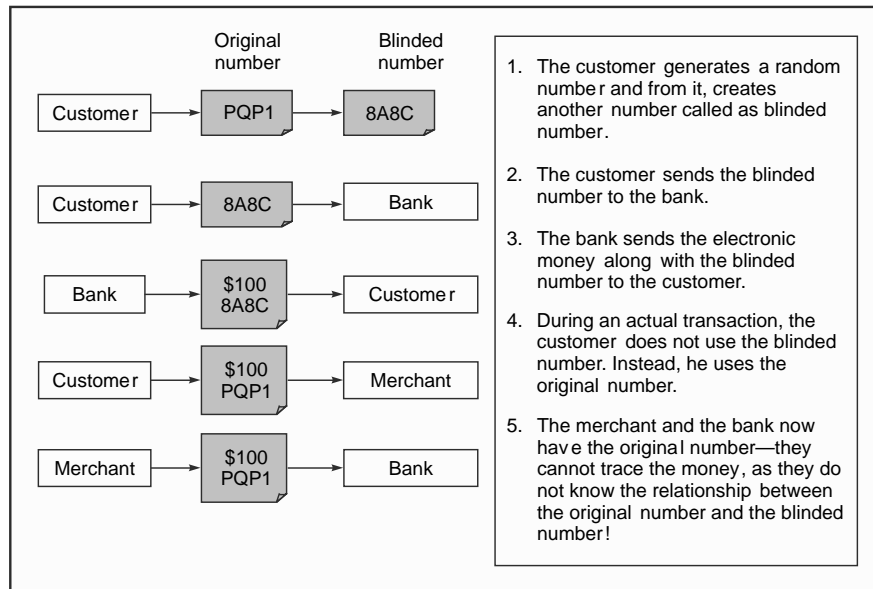 Original
number
Blinded
number
Customer
PQP1
8A8C
Customer
8A8C
Bank
Bank
$100
8A8C
Customer
Customer
$100
PQP1
Merchant
Merchant
$100
PQP1
Bank
1. The customer generates a random
number and from it, creates
another number called as blinded
number.
2. The customer sends the blinded
number to the bank.
3. The bank sends the electronic
money along with the blinded
number to the customer.
4. During an actual transaction, the
customer does not use the blinded
number. Instead, he uses the
original number.
5. The merchant and the bank now
have the original number—they
cannot trace the money, as they do
not know the relationship between
the original number and the blinded
number!